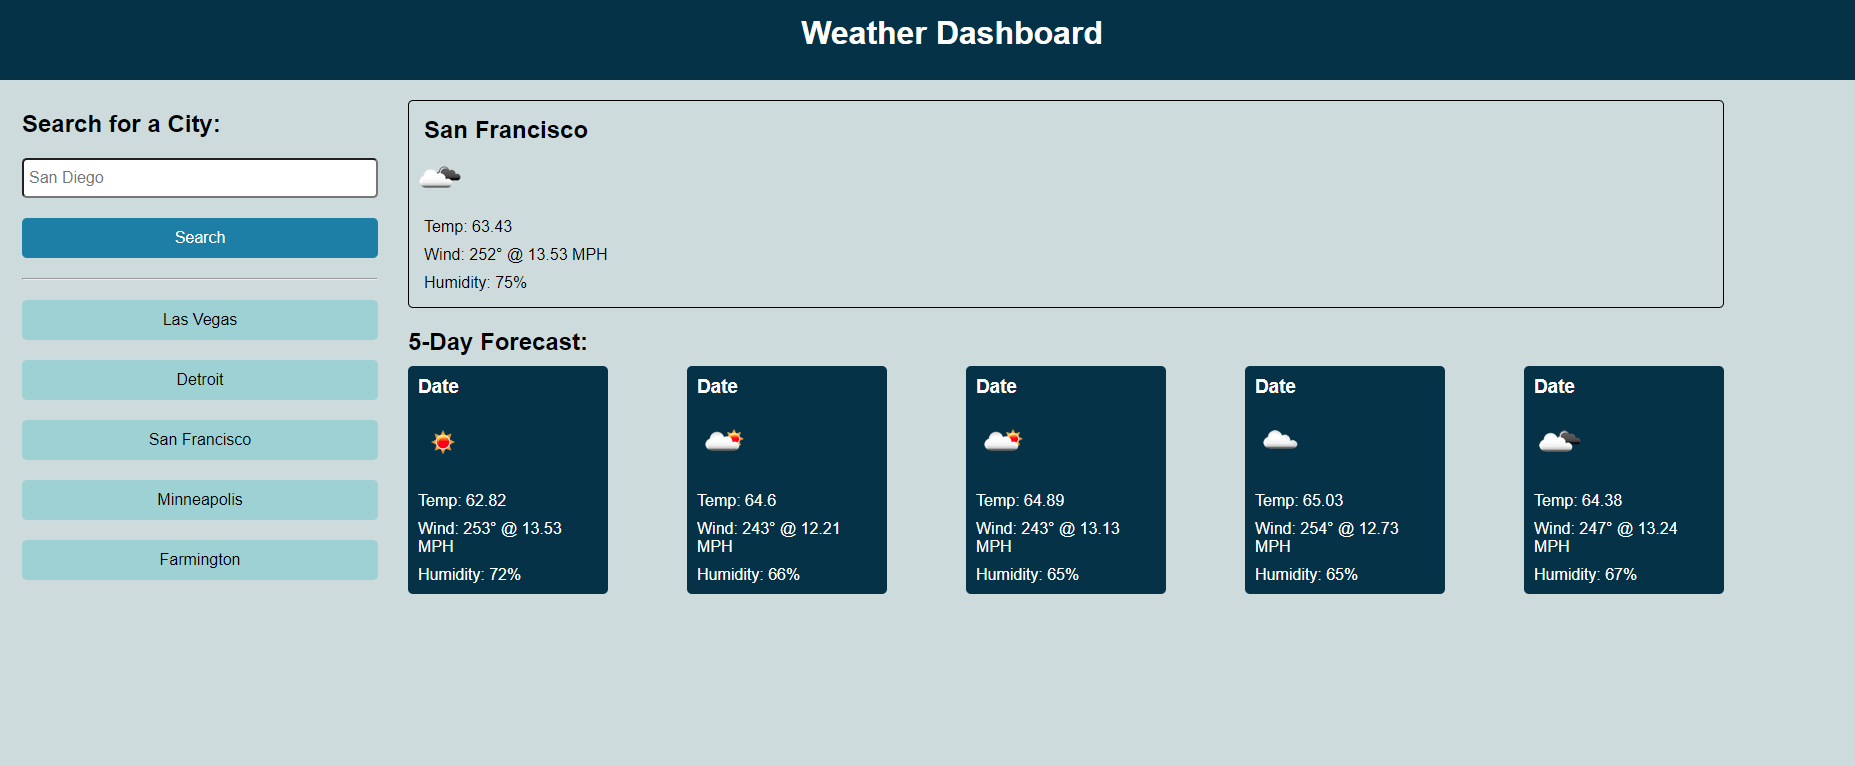 Weather Dashboard
Search for a City:
San Diego
Search
Las Vegas
Detroit
San Francisco
Minneapolis
Farmington
San Francisco
Temp: 63.43
Wind: 252° @ 13.53 MPH
Humidity: 75%
5-Day Forecast:
Date
Temp: 62.82
Wind: 253° @ 13.53
MPH
Humidity: 72%
Date
Temp: 64.6
Wind: 243° @ 12.21
MPH
Humidity: 66%
Date
Temp: 64.89
Wind: 243° @ 13.13
MPH
Humidity: 65%
Date
Temp: 65.03
Wind: 254° @ 12.73
MPH
Humidity: 65%
Date
Temp: 64.38
Wind: 247° @ 13.24
MPH
Humidity: 67%